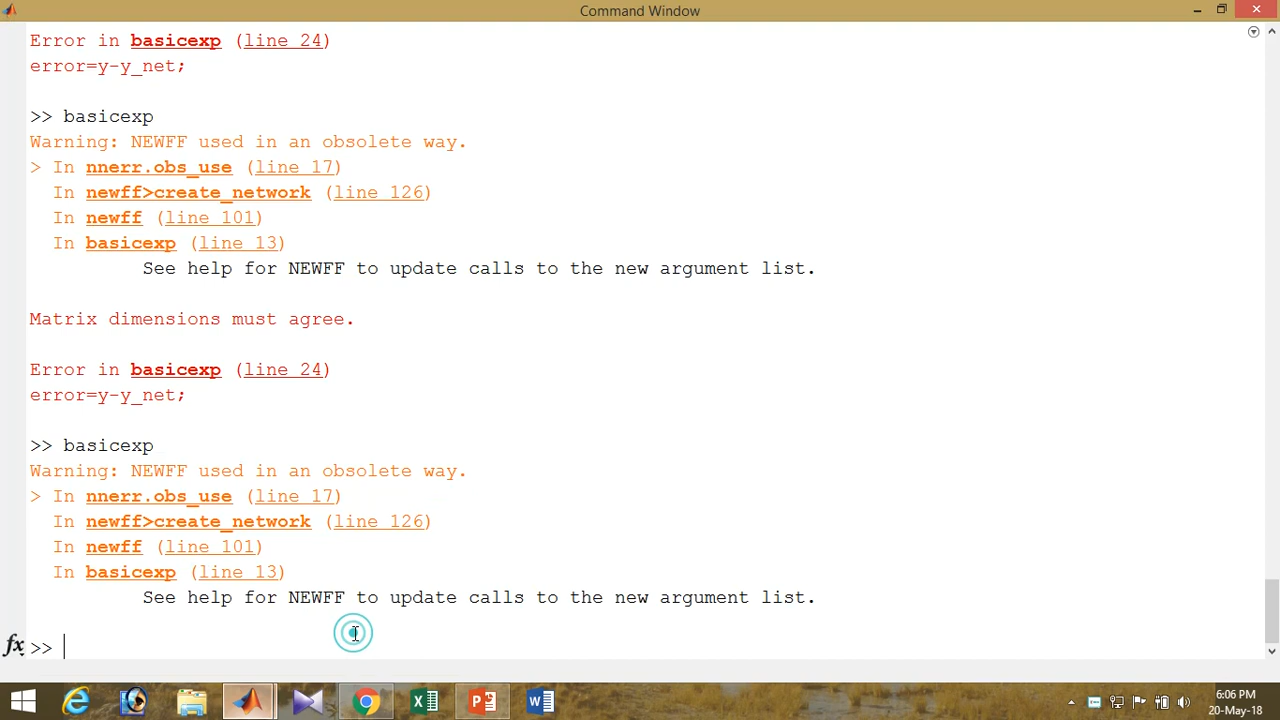 Command Window
Error in basicexp (line 24)
error=y-y_net;
>> basicexp
Warning: NEWFF used in an obsolete way.
> In nnerr.obs_use (line 17)
In newff>create_network (line 126)
In newff (line 101)
In basicexp (line 13)
See help for NEWFF to update calls to the new argument list.
Matrix dimensions must agree.
Error in basicexp (line 24)
error=y-y_net;
>> basicexp
Warning: NEWFF used in an obsolete way.
> In nnerr.obs_use (line 17)
In newff>create_network (line 126)
In newff (line 101)
In basicexp (line 13)
See help for NEWFF to update calls to the new argument list.
fx >>
6:06 PM
20-May-18